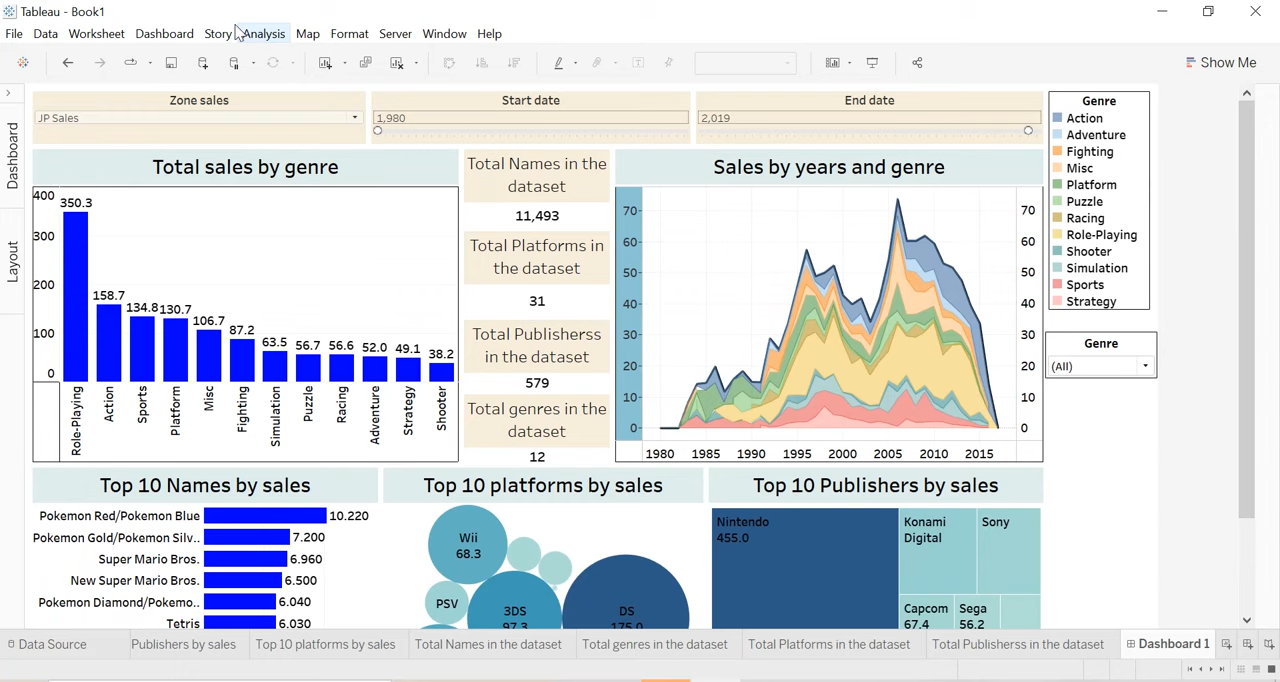 Tableau - Book1
File Data Worksheet Dashboard Story Analysis Map Format Server Window Help
Show Me
Dashboard
Layout
Zone sales
JP Sales
Start date
1,980
End date
2,019
Total sales by genre
400
300
200
100
0
350.3
158.7
134.8
130.7
106.7
87.2
63.5
56.7
56.6
52.0
49.1
38.2
Role-Playing
Action
Sports
Platform
Misc
Fighting
Simulation
Puzzle
Racing
Adventure
Strategy
Shooter
Total Names in the
dataset
11,493
Total Platforms in
the dataset
31
Total Publisherss
in the dataset
579
Total genres in the
dataset
12
Sales by years and genre
70
60
50
40
30
20
10
0
70
60
50
40
30
20
10
0
1980 1985 1990 1995 2000 2005 2010 2015
Genre
Action
Adventure
Fighting
Misc
Platform
Puzzle
Racing
Role-Playing
Shooter
Simulation
Sports
Strategy
Genre
(All)
Top 10 Names by sales
Pokemon Red/Pokemon Blue 10.220
Pokemon Gold/Pokemon Silv.. 7.200
Super Mario Bros. 6.960
New Super Mario Bros. 6.500
Pokemon Diamond/Pokemo.. 6.040
Tetris 6.030
Top 10 platforms by sales
Wii
68.3
PSV
3DS
97.3
DS
175.0
Top 10 Publishers by sales
Nintendo
455.0
Konami
Digital
Sony
Capcom
67.4
Sega
56.2
Data Source Publishers by sales Top 10 platforms by sales Total Names in the dataset Total genres in the dataset Total Platforms in the dataset Total Publisherss in the dataset Dashboard 1